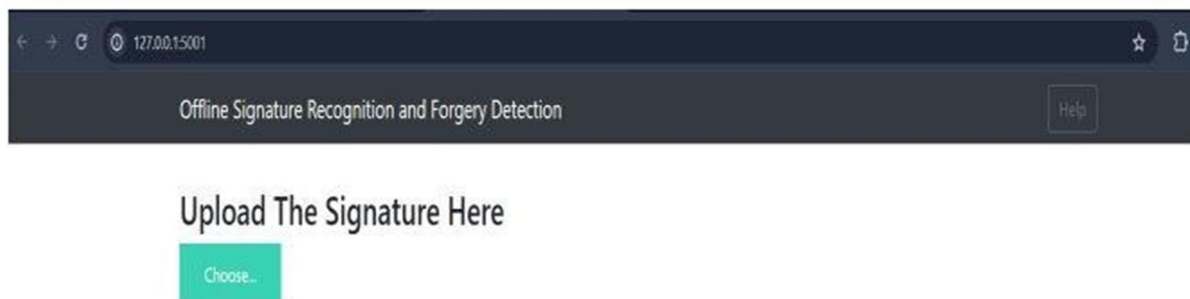 127.0.0.1:5001
Offline Signature Recognition and Forgery Detection
Help
Upload The Signature Here
Choose...